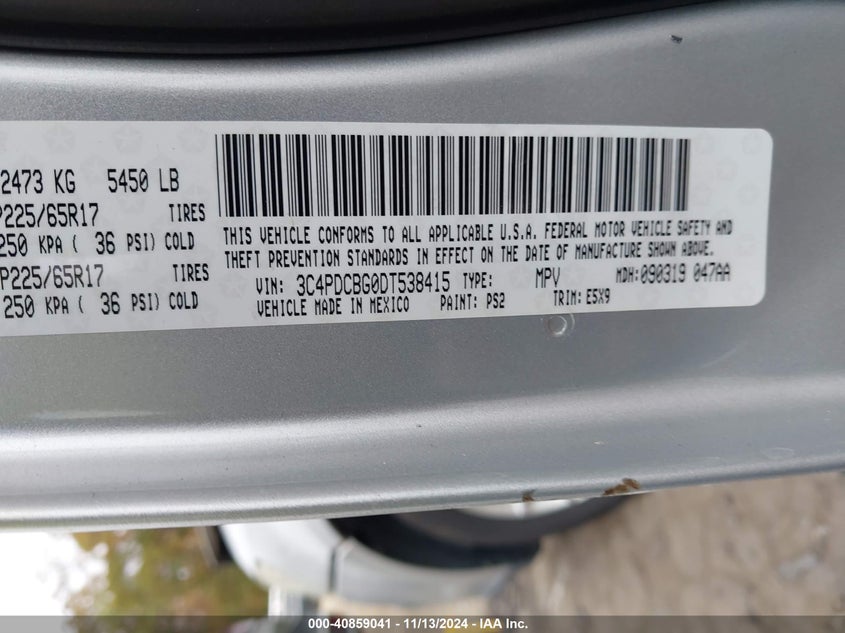 2473 KG 5450 LB
P225/65R17 TIRES
250 KPA ( 36 PSI) COLD
P225/65R17 TIRES
250 KPA ( 36 PSI) COLD
THIS VEHICLE CONFORMS TO ALL APPLICABLE U.S.A. FEDERAL MOTOR VEHICLE SAFETY AND
THEFT PREVENTION STANDARDS IN EFFECT ON THE DATE OF MANUFACTURE SHOWN ABOVE.
VIN: 3C4PDCBG0DT538415 TYPE: MPV MDH:090319 047AA
VEHICLE MADE IN MEXICO PAINT: PS2 TRIM: E5X9
000-40859041 - 11/13/2024 - IAA Inc.